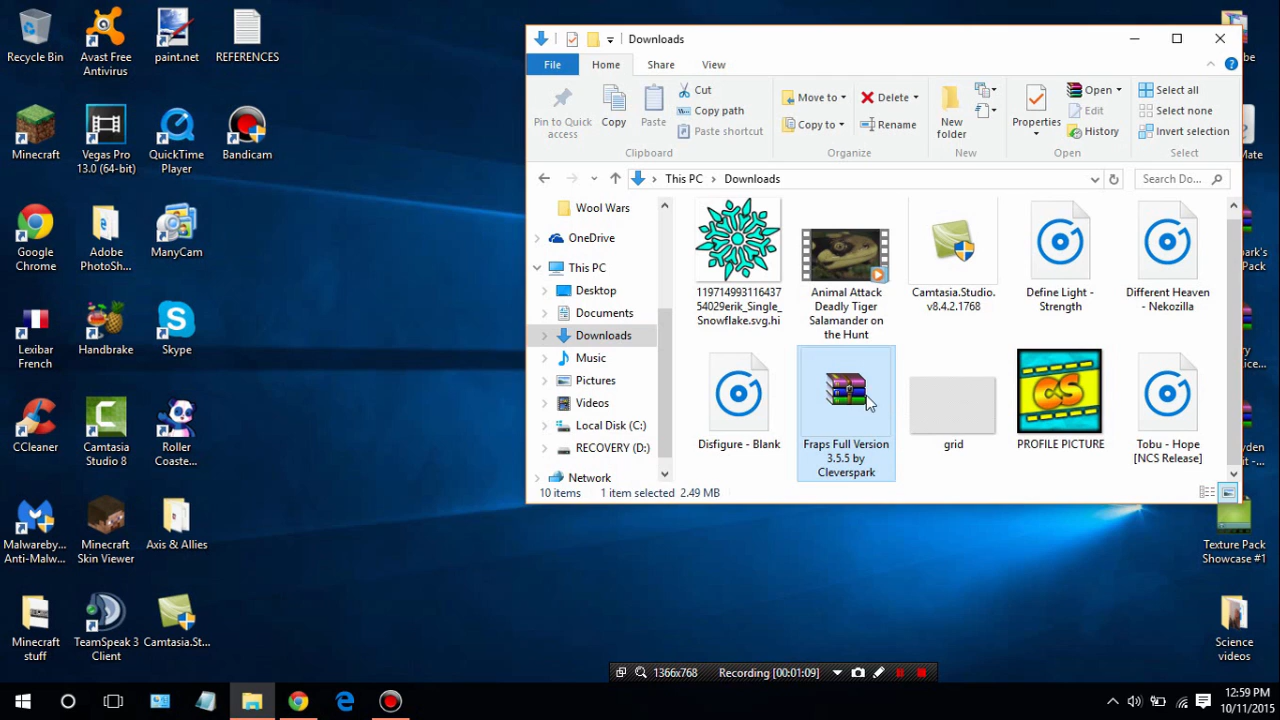 Recycle Bin
Avast Free
Antivirus
paint.net
REFERENCES
Minecraft
Vegas Pro
13.0 (64-bit)
QuickTime
Player
Bandicam
Google
Chrome
Adobe
PhotoSh...
ManyCam
Lexibar
French
Handbrake
Skype
CCleaner
Camtasia
Studio 8
Roller
Coaste...
Malwareby...
Anti-Malw...
Minecraft
Skin Viewer
Axis & Allies
Minecraft
stuff
TeamSpeak 3
Client
Camtasia.St...
Downloads
File
Home
Share
View
Pin to Quick
access
Copy
Paste
Cut
Copy path
Paste shortcut
Clipboard
Move to
Copy to
Delete
Rename
Organize
New
folder
New
Properties
Open
Edit
History
Open
Select all
Select none
Invert selection
Select
This PC
Downloads
Search Do...
Wool Wars
OneDrive
This PC
Desktop
Documents
Downloads
Music
Pictures
Videos
Local Disk (C:)
RECOVERY (D:)
Network
119714993116437
54029erik_Single_
Snowflake.svg.hi
Animal Attack
Deadly Tiger
Salamander on
the Hunt
Camtasia.Studio.
v8.4.2.1768
Define Light -
Strength
Different Heaven
- Nekozilla
Disfigure - Blank
Fraps Full Version
3.5.5 by
Cleverspark
grid
CS
PROFILE PICTURE
Tobu - Hope
[NCS Release]
10 items
1 item selected 2.49 MB
be
Mate
ark's
Pack
ry
ice...
yden
it -...
Texture Pack
Showcase #1
Science
videos
1366x768
Recording [00:01:09]
12:59 PM
10/11/2015